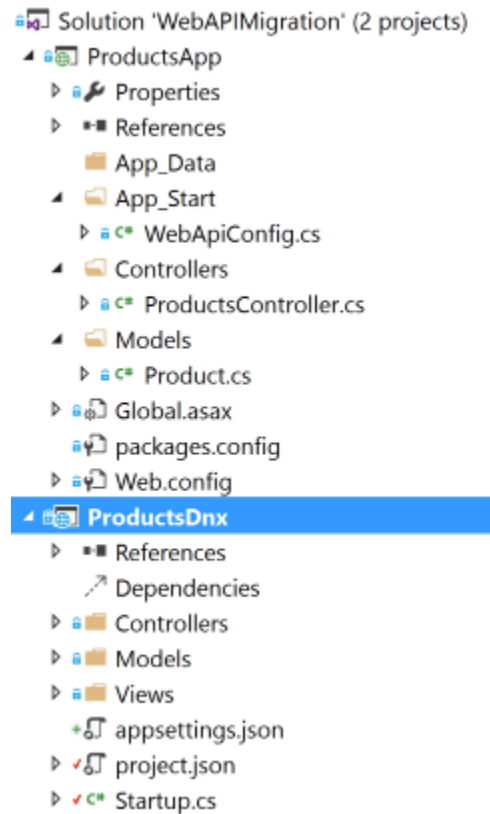 Solution 'WebAPIMigration' (2 projects)
ProductsApp
Properties
References
App_Data
App_Start
C# WebApiConfig.cs
Controllers
C# ProductsController.cs
Models
C# Product.cs
Global.asax
packages.config
Web.config
ProductsDnx
References
Dependencies
Controllers
Models
Views
appsettings.json
project.json
C# Startup.cs